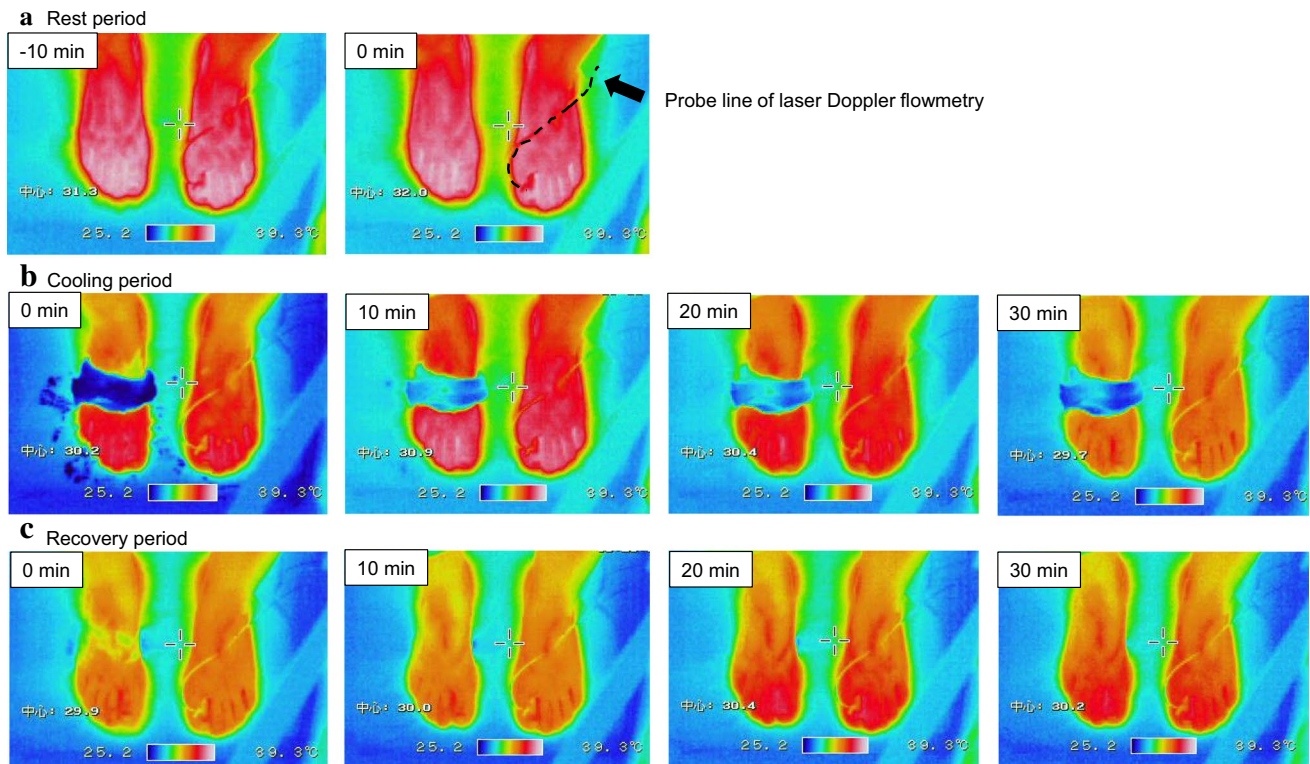 a Rest period
-10 min
0 min
Probe line of laser Doppler flowmetry
中心: 31.3
中心: 32.0
25.2 39.3℃
25.2 39.3℃
b Cooling period
0 min
10 min
20 min
30 min
中心: 30.2
中心: 30.9
中心: 30.4
中心: 29.7
25.2 39.3℃
25.2 39.3℃
25.2 39.3℃
25.2 39.3℃
c Recovery period
0 min
10 min
20 min
30 min
中心: 29.9
中心: 30.0
中心: 30.4
中心: 30.2
25.2 39.3℃
25.2 39.3℃
25.2 39.3℃
25.2 39.3℃